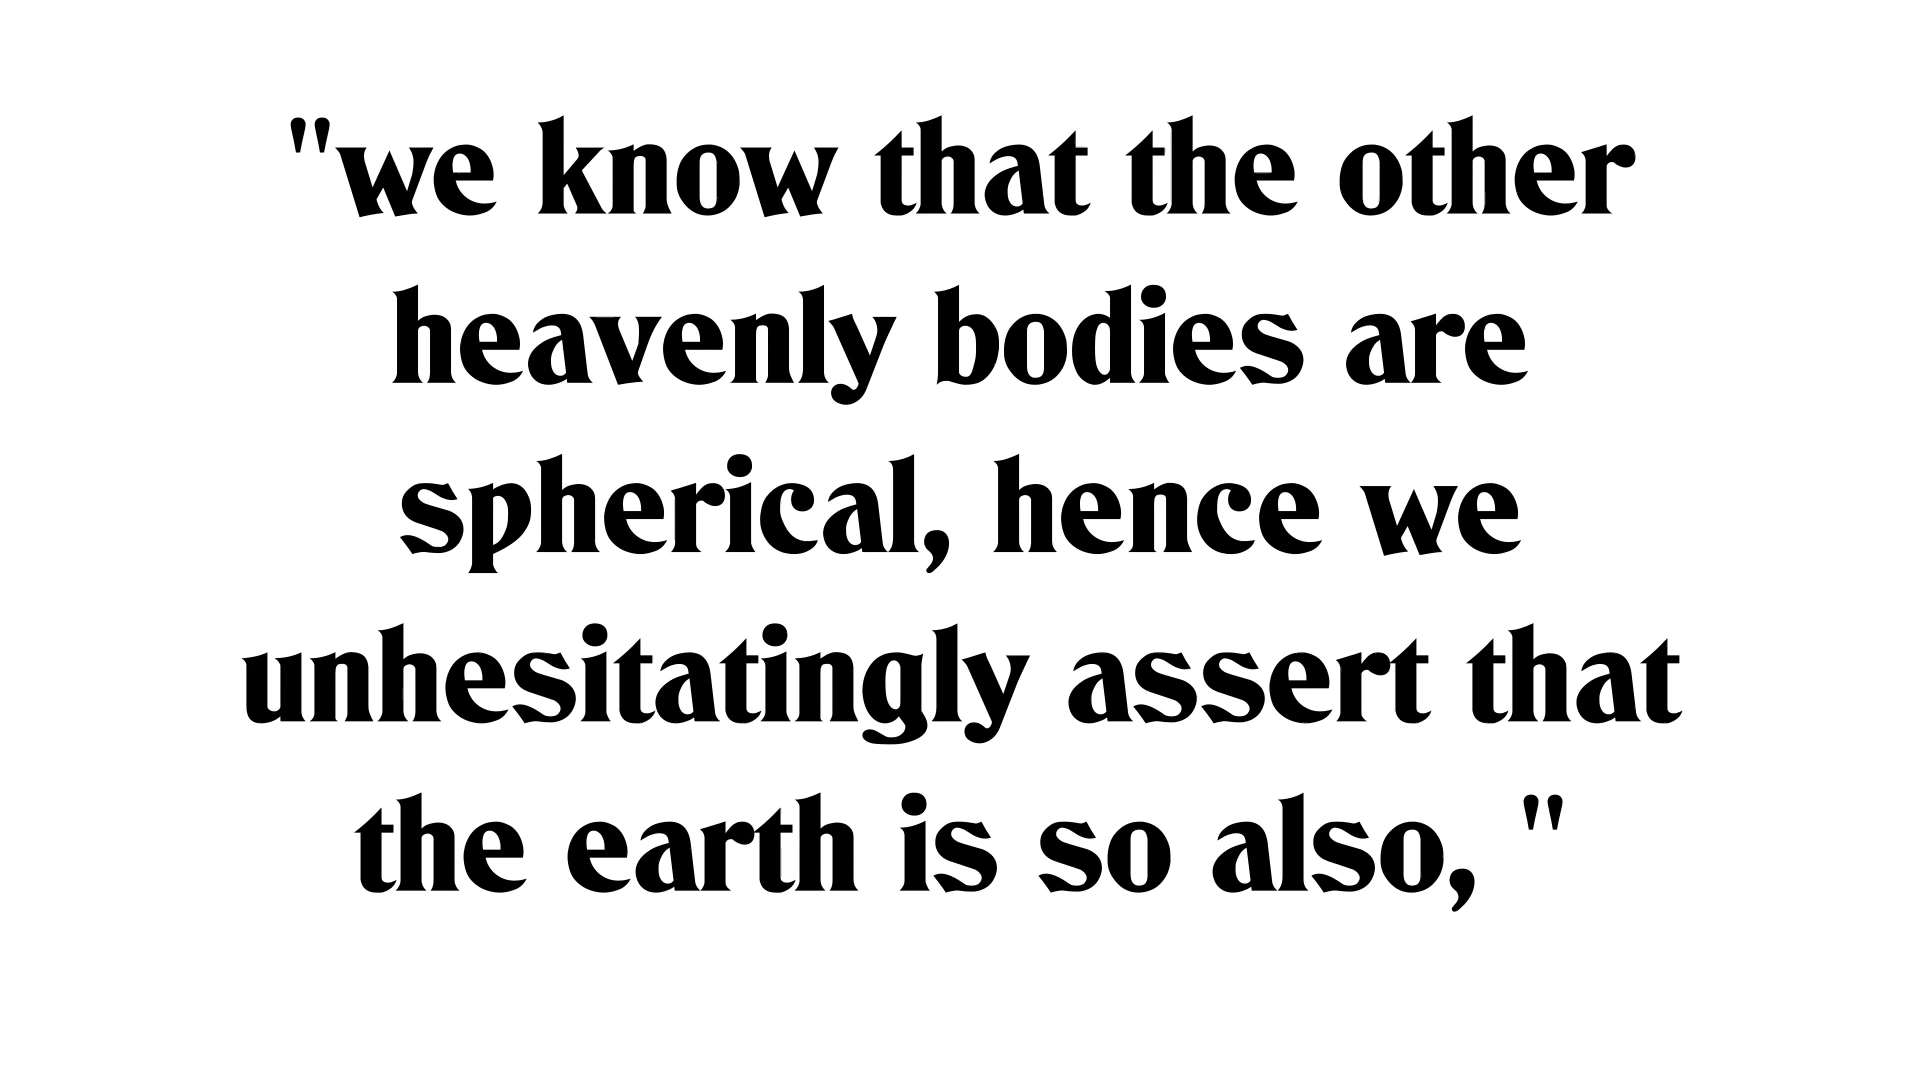 "we know that the other
heavenly bodies are
spherical, hence we
unhesitatingly assert that
the earth is so also, "